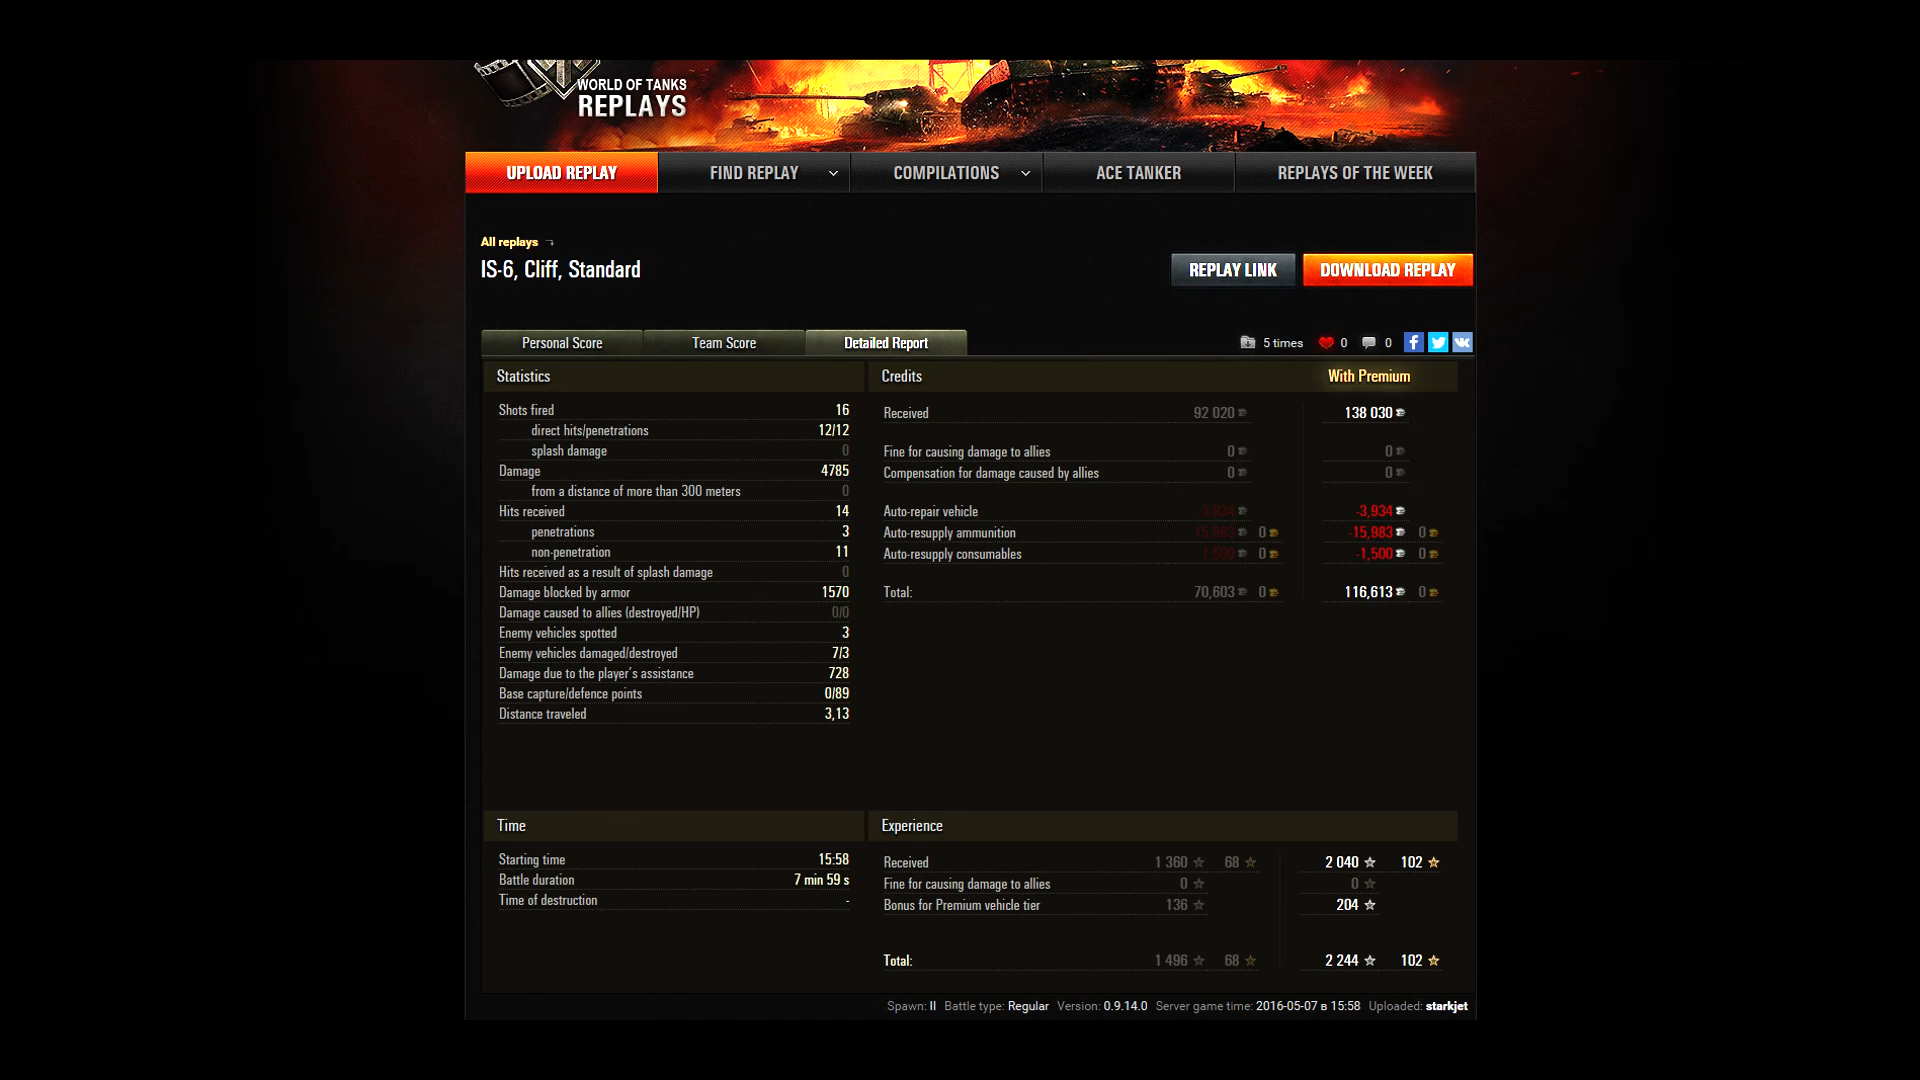 WORLD OF TANKS
REPLAYS
UPLOAD REPLAY FIND REPLAY COMPILATIONS ACE TANKER REPLAYS OF THE WEEK
All replays
IS-6, Cliff, Standard
REPLAY LINK DOWNLOAD REPLAY
Personal Score Team Score Detailed Report 5 times 0 0
Statistics
Shots fired 16
direct hits/penetrations 12/12
splash damage 0
Damage 4785
from a distance of more than 300 meters 0
Hits received 14
penetrations 3
non-penetration 11
Hits received as a result of splash damage 0
Damage blocked by armor 1570
Damage caused to allies (destroyed/HP) 0/0
Enemy vehicles spotted 3
Enemy vehicles damaged/destroyed 7/3
Damage due to the player's assistance 728
Base capture/defence points 0/89
Distance traveled 3,13
Credits With Premium
Received 92 020 138 030
Fine for causing damage to allies 0 0
Compensation for damage caused by allies 0 0
Auto-repair vehicle -3,934 -3,934
Auto-resupply ammunition -15,983 0 -15,983 0
Auto-resupply consumables -1,500 0 -1,500 0
Total: 70,603 0 116,613 0
Time
Starting time 15:58
Battle duration 7 min 59 s
Time of destruction -
Experience
Received 1 360 68 2 040 102
Fine for causing damage to allies 0 0
Bonus for Premium vehicle tier 136 204
Total: 1 496 68 2 244 102
Spawn: II Battle type: Regular Version: 0.9.14.0 Server game time: 2016-05-07 в 15:58 Uploaded: starkjet